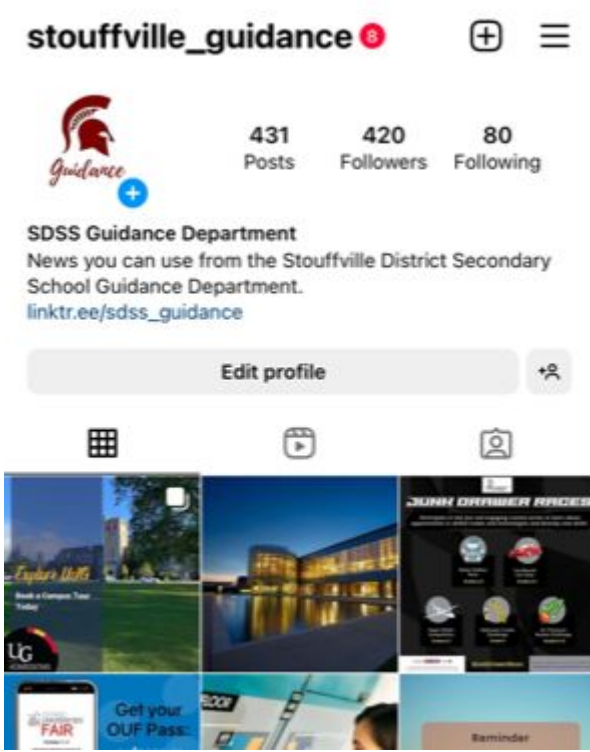 stouffville_guidance 8
431 420 80
Posts Followers Following
Guidance
SDSS Guidance Department
News you can use from the Stouffville District Secondary
School Guidance Department.
linktr.ee/sdss_guidance
Edit profile
Explore UofG
Book a Campus Tour
Today
UG
JUNK DRAWER RACES
FAIR
Get your
OUF Pass:
Reminder